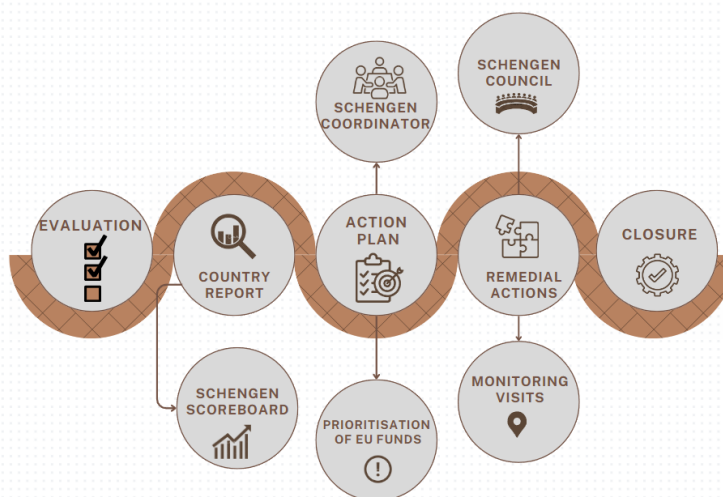 SCHENGEN
COORDINATOR
SCHENGEN
COUNCIL
EVALUATION
COUNTRY
REPORT
ACTION
PLAN
REMEDIAL
ACTIONS
CLOSURE
SCHENGEN
SCOREBOARD
PRIORITISATION
OF EU FUNDS
MONITORING
VISITS